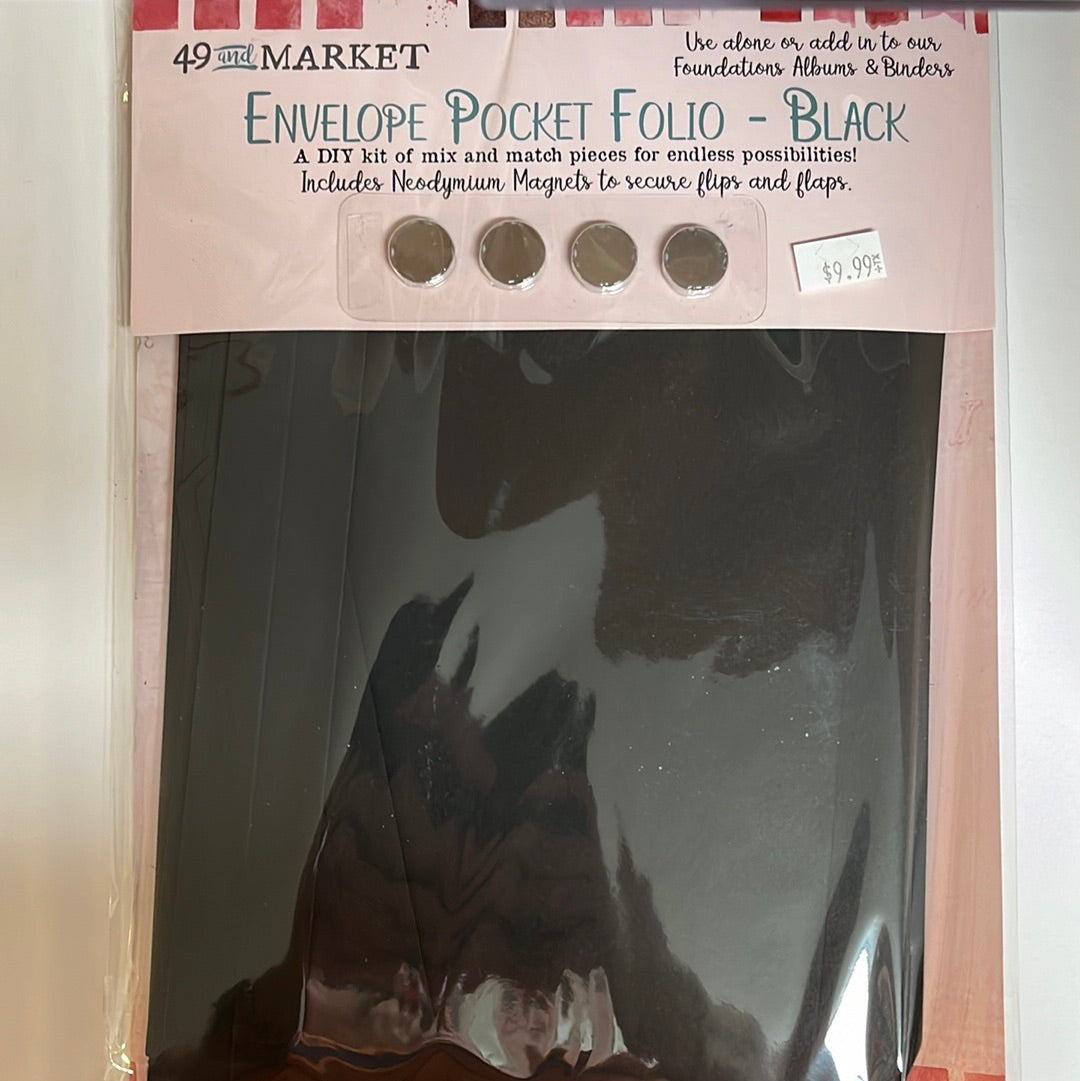 49 and MARKET
Use alone or add in to our
Foundations Albums & Binders
ENVELOPE POCKET FOLIO - BLACK
A DIY kit of mix and match pieces for endless possibilities!
Includes Neodymium Magnets to secure flips and flaps.
$9.99